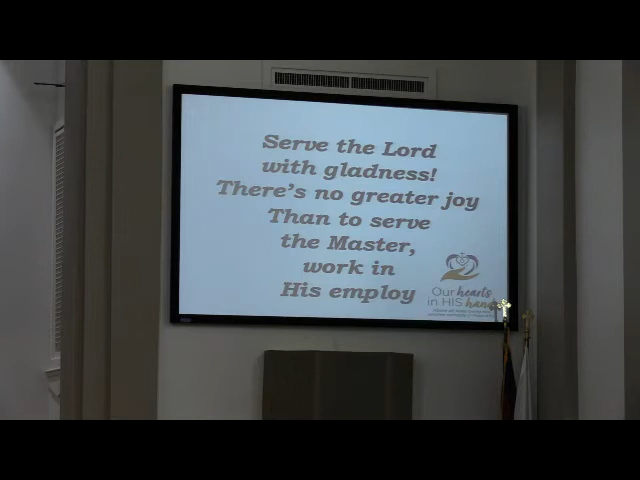 Serve the Lord
with gladness!
There's no greater joy
Than to serve
the Master,
work in
His employ
Our hearts
in HIS hands